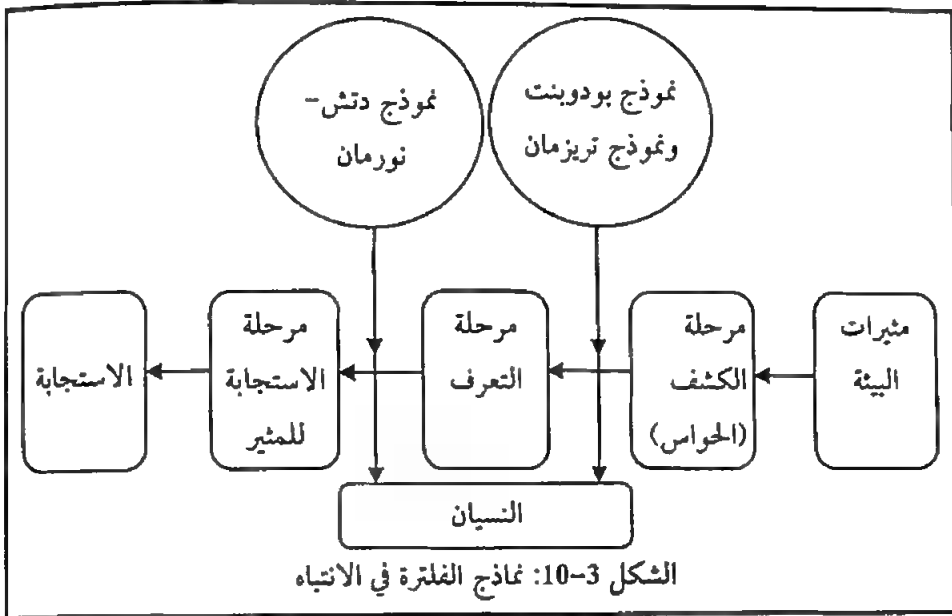 نموذج بودوبنت
ونموذج تريزمان
نموذج دتش-
نورمان
مثيرات
البيئة
مرحلة
الكشف
(الحواس)
مرحلة
التعرف
مرحلة
الاستجابة
للمثير
الاستجابة
النسيان
الشكل 3-10: نماذج الفلترة في الانتباه